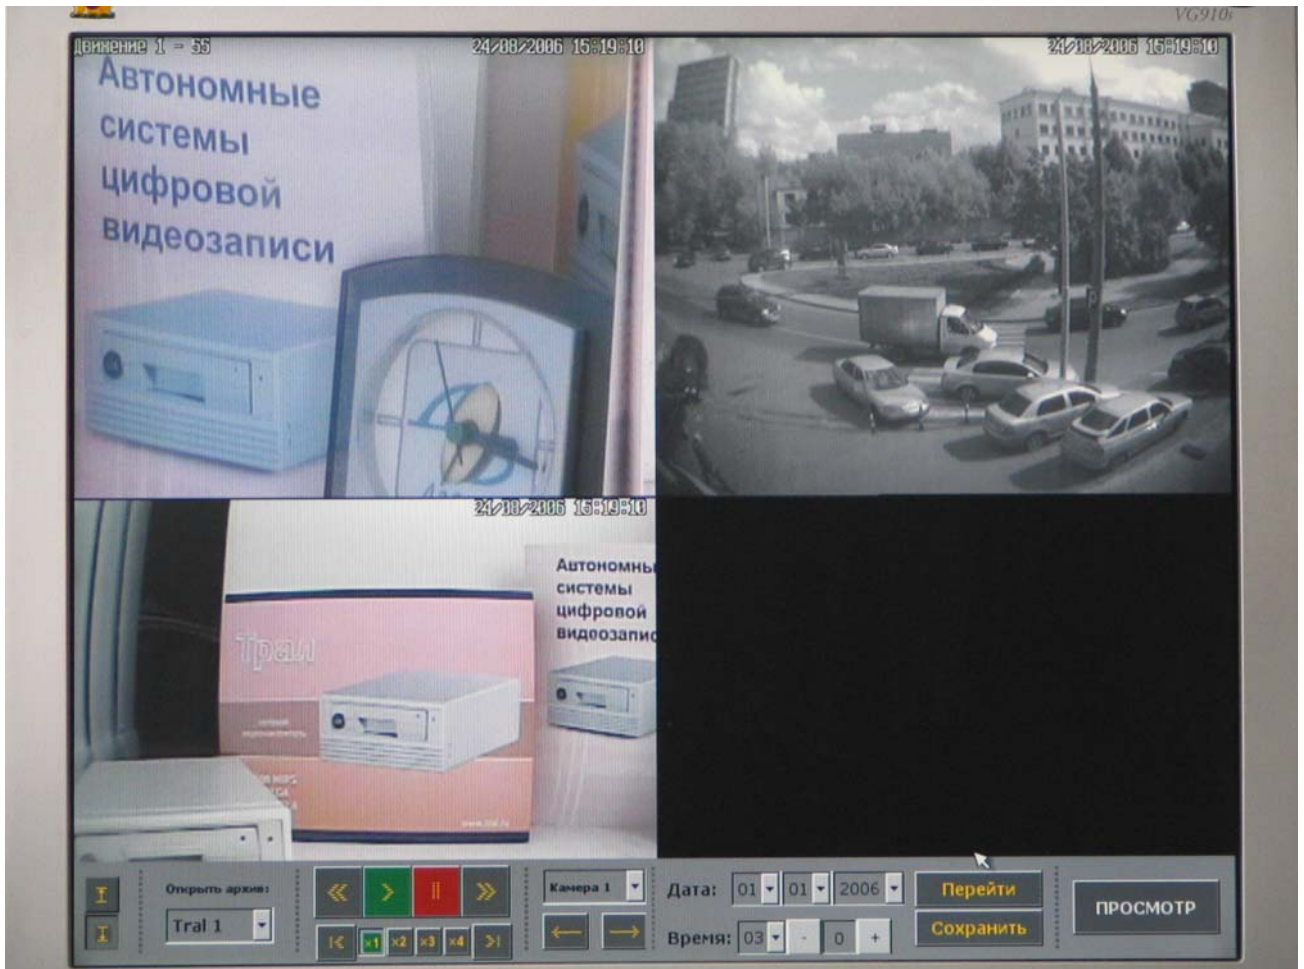 VG910s
Движение 1 - 55
24/08/2006 15:19:10
24/08/2006 15:19:10
Автономные
системы
цифровой
видеозаписи
24/08/2006 15:19:10
Автономны
системы
цифровой
видеозапис
Трал
www.tral.ru
Открыть архив:
Tral 1
x1 x2 x3 x4
Камера 1
Дата: 01 01 2006
Перейти
Время: 03 - 0 +
Сохранить
ПРОСМОТР